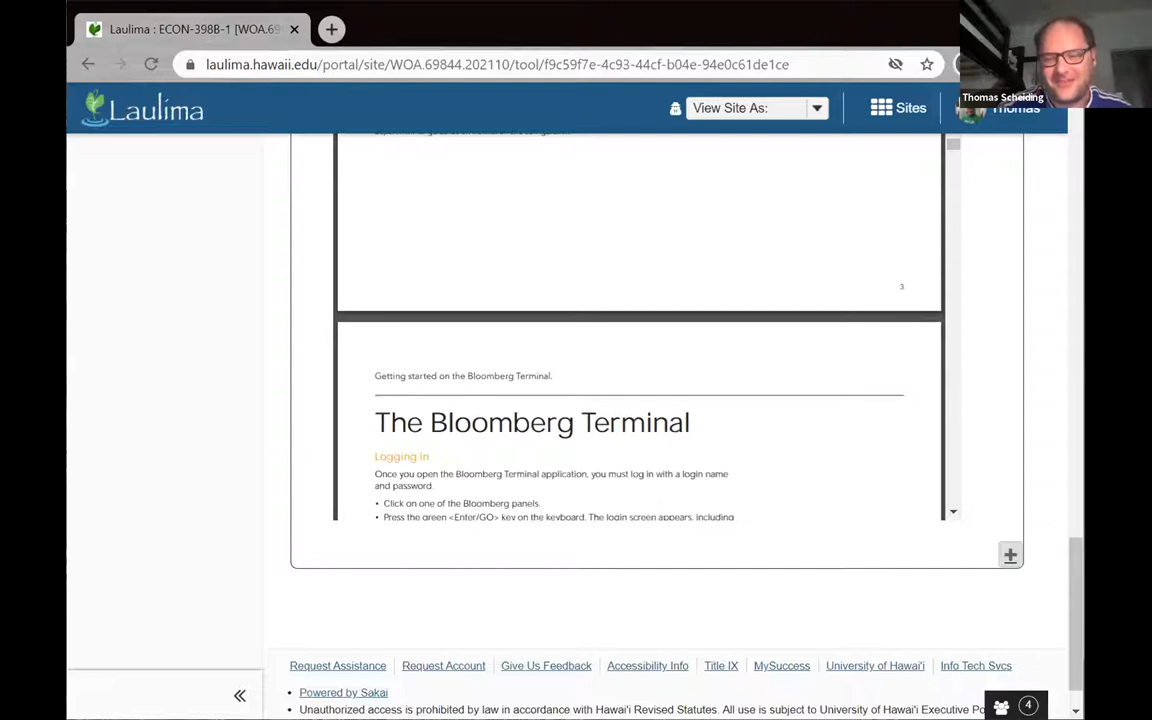 Laulima : ECON-398B-1 [WOA.69
laulima.hawaii.edu/portal/site/WOA.69844.202110/tool/f9c59f7e-4c93-44cf-b04e-94e0c61de1ce
Thomas Scheiding
Laulima
View Site As:
Sites
Thomas
3
Getting started on the Bloomberg Terminal.
The Bloomberg Terminal
Logging in
Once you open the Bloomberg Terminal application, you must log in with a login name
and password.
• Click on one of the Bloomberg panels.
• Press the green <Enter/GO> key on the keyboard. The login screen appears, including
Request Assistance Request Account Give Us Feedback Accessibility Info Title IX MySuccess University of Hawai'i Info Tech Svcs
• Powered by Sakai
• Unauthorized access is prohibited by law in accordance with Hawai'i Revised Statutes. All use is subject to University of Hawai'i Executive Po
4